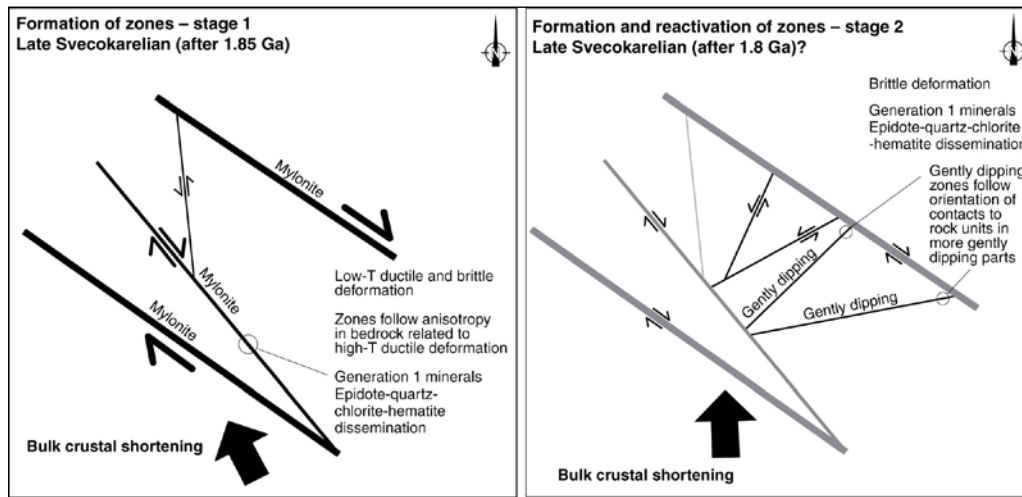 Formation of zones – stage 1
Late Svecokarelian (after 1.85 Ga)
N
Mylonite
Mylonite
Mylonite
Low-T ductile and brittle
deformation
Zones follow anisotropy
in bedrock related to
high-T ductile deformation
Generation 1 minerals
Epidote-quartz-
chlorite-hematite
dissemination
Bulk crustal shortening
Formation and reactivation of zones – stage 2
Late Svecokarelian (after 1.8 Ga)?
N
Brittle deformation
Generation 1 minerals
Epidote-quartz-chlorite
-hematite dissemination
Gently dipping
zones follow
orientation of
contacts to
rock units in
more gently
dipping parts
Gently dipping
Gently dipping
Bulk crustal shortening